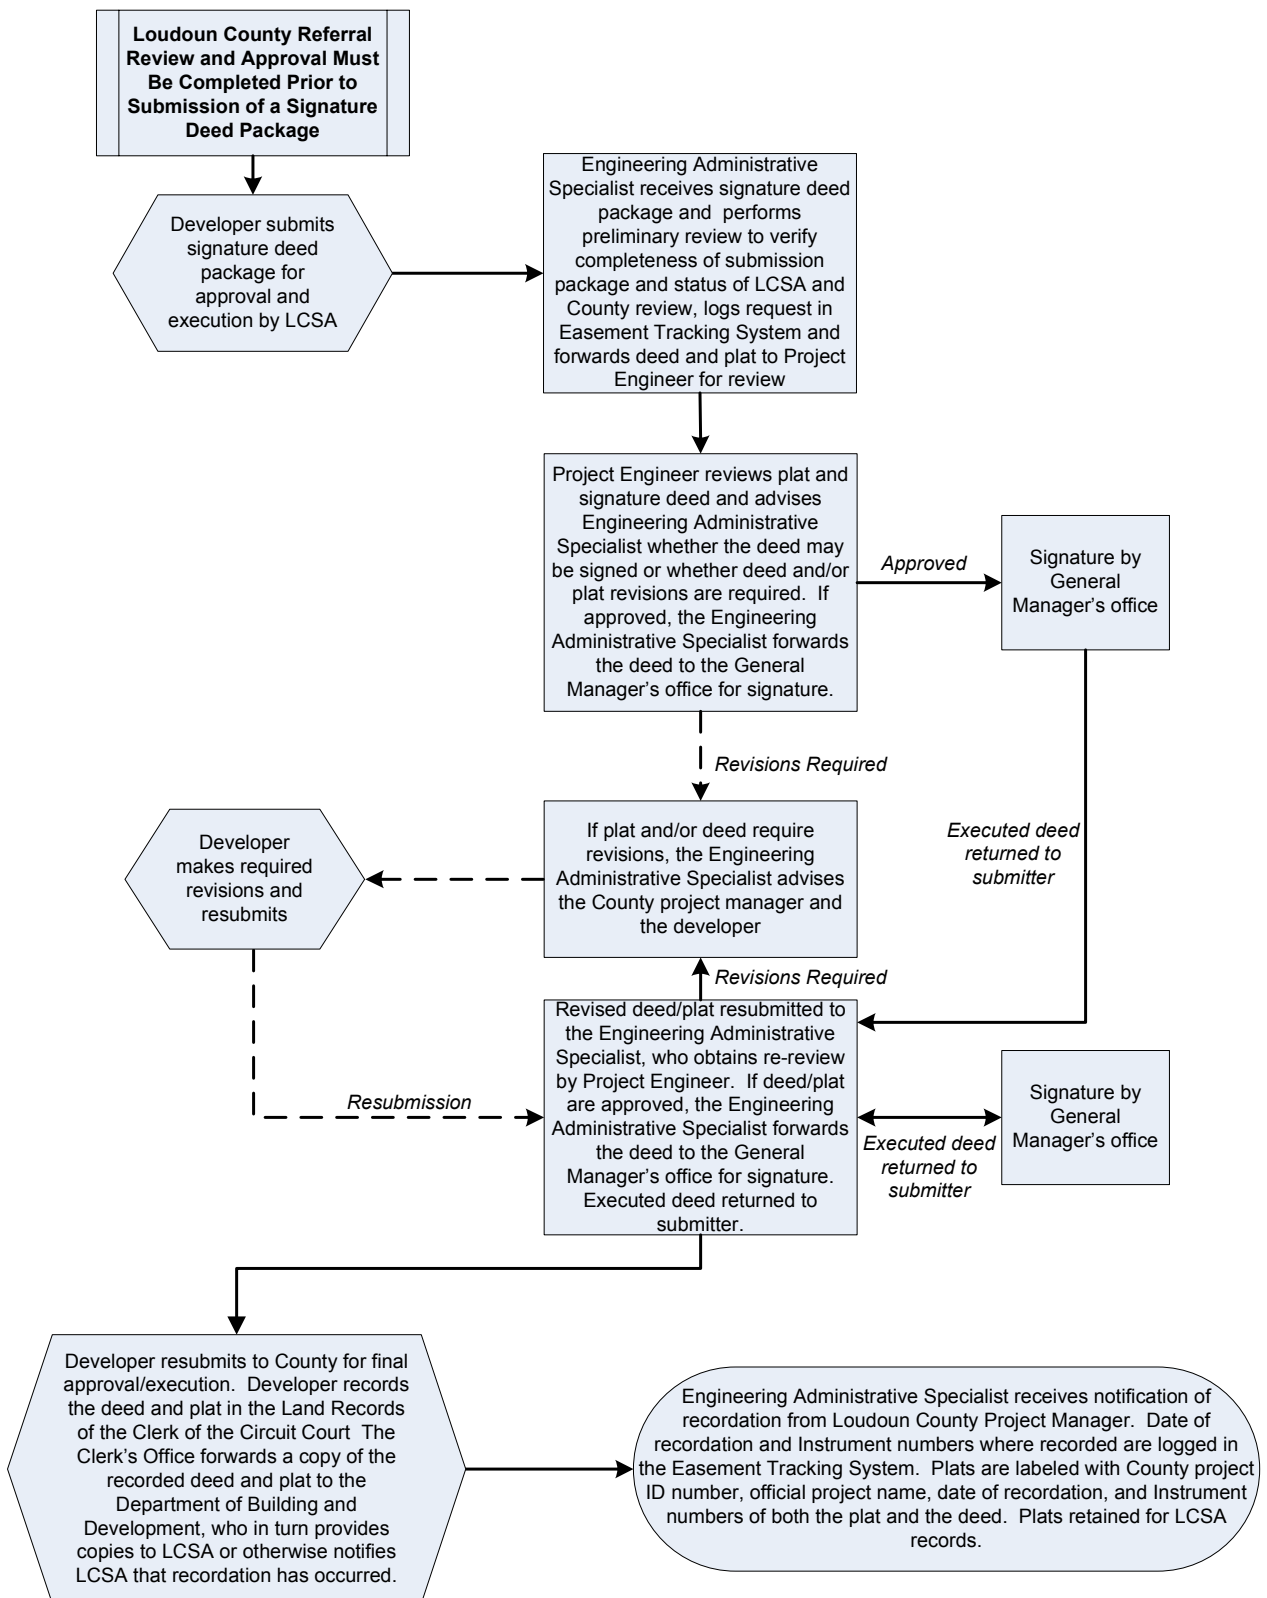 Loudoun County Referral
Review and Approval Must
Be Completed Prior to
Submission of a Signature
Deed Package
Developer submits
signature deed
package for
approval and
execution by LCSA
Engineering Administrative
Specialist receives signature deed
package and performs
preliminary review to verify
completeness of submission
package and status of LCSA and
County review, logs request in
Easement Tracking System and
forwards deed and plat to Project
Engineer for review
Project Engineer reviews plat and
signature deed and advises
Engineering Administrative
Specialist whether the deed may
be signed or whether deed and/or
plat revisions are required. If
approved, the Engineering
Administrative Specialist forwards
the deed to the General
Manager's office for signature.
Approved
Signature by
General
Manager's office
Revisions Required
If plat and/or deed require
revisions, the Engineering
Administrative Specialist advises
the County project manager and
the developer
Developer
makes required
revisions and
resubmits
Executed deed
returned to
submitter
Revisions Required
Revised deed/plat resubmitted to
the Engineering Administrative
Specialist, who obtains re-review
by Project Engineer. If deed/plat
are approved, the Engineering
Administrative Specialist forwards
the deed to the General
Manager's office for signature.
Executed deed returned to
submitter.
Resubmission
Executed deed
returned to
submitter
Signature by
General
Manager's office
Developer resubmits to County for final
approval/execution. Developer records
the deed and plat in the Land Records
of the Clerk of the Circuit Court The
Clerk's Office forwards a copy of the
recorded deed and plat to the
Department of Building and
Development, who in turn provides
copies to LCSA or otherwise notifies
LCSA that recordation has occurred.
Engineering Administrative Specialist receives notification of
recordation from Loudoun County Project Manager. Date of
recordation and Instrument numbers where recorded are logged in
the Easement Tracking System. Plats are labeled with County project
ID number, official project name, date of recordation, and Instrument
numbers of both the plat and the deed. Plats retained for LCSA
records.